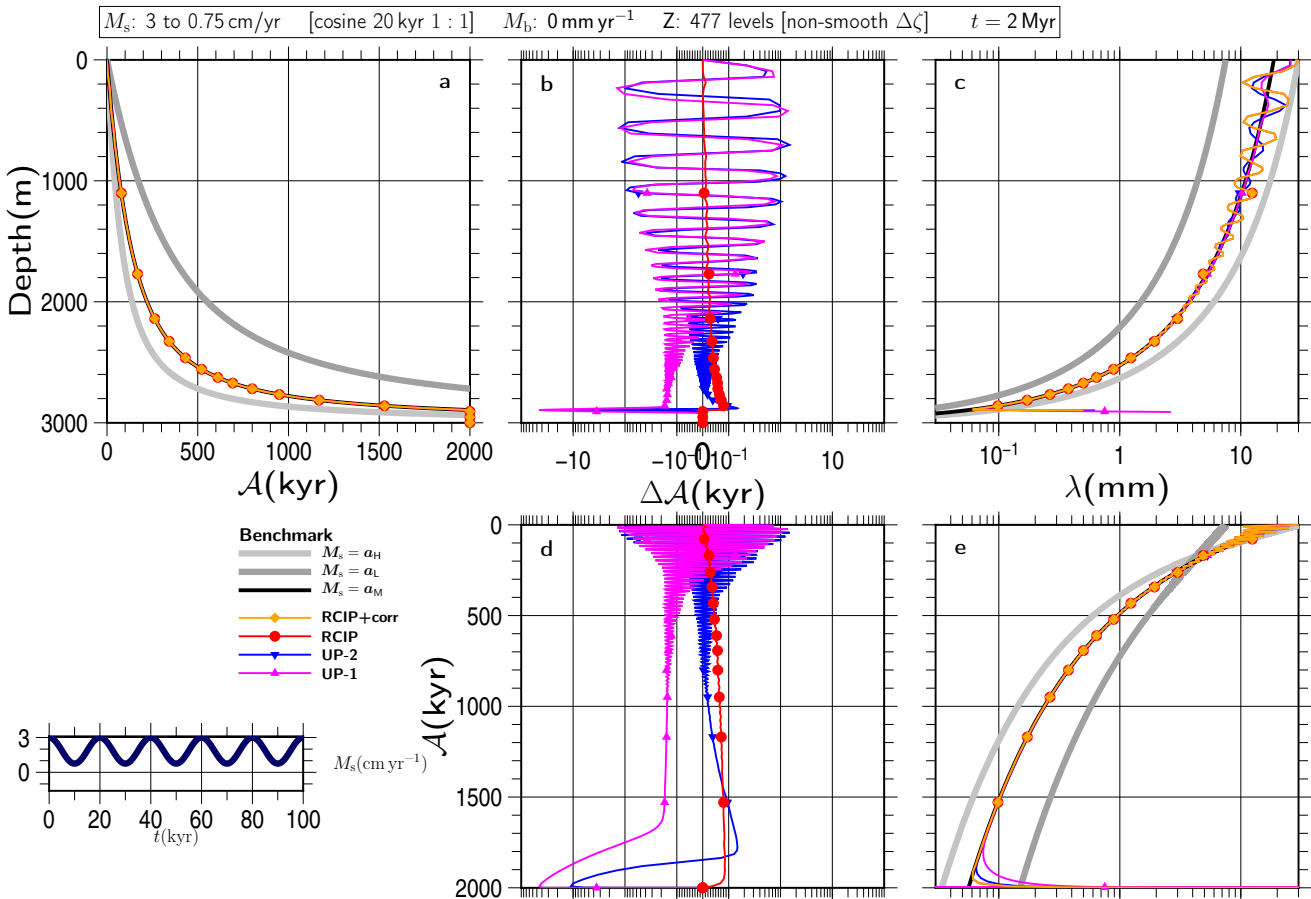 Mₛ: 3 to 0.75 cm/yr [cosine 20 kyr 1 : 1] M_b: 0 mm yr⁻¹ Z: 477 levels [non-smooth Δζ] t = 2 Myr
a
b
c
0
1000
2000
3000
Depth(m)
0 500 1000 1500 2000
𝒜(kyr)
−10 −10⁻¹ 0 10⁻¹ 10
Δ𝒜(kyr)
10⁻¹ 1 10
λ(mm)
Benchmark
Mₛ = a_H
Mₛ = a_L
Mₛ = a_M
RCIP+corr
RCIP
UP-2
UP-1
d
e
0
500
1000
1500
2000
𝒜(kyr)
3
0
Mₛ(cm yr⁻¹)
0 20 40 60 80 100
t(kyr)